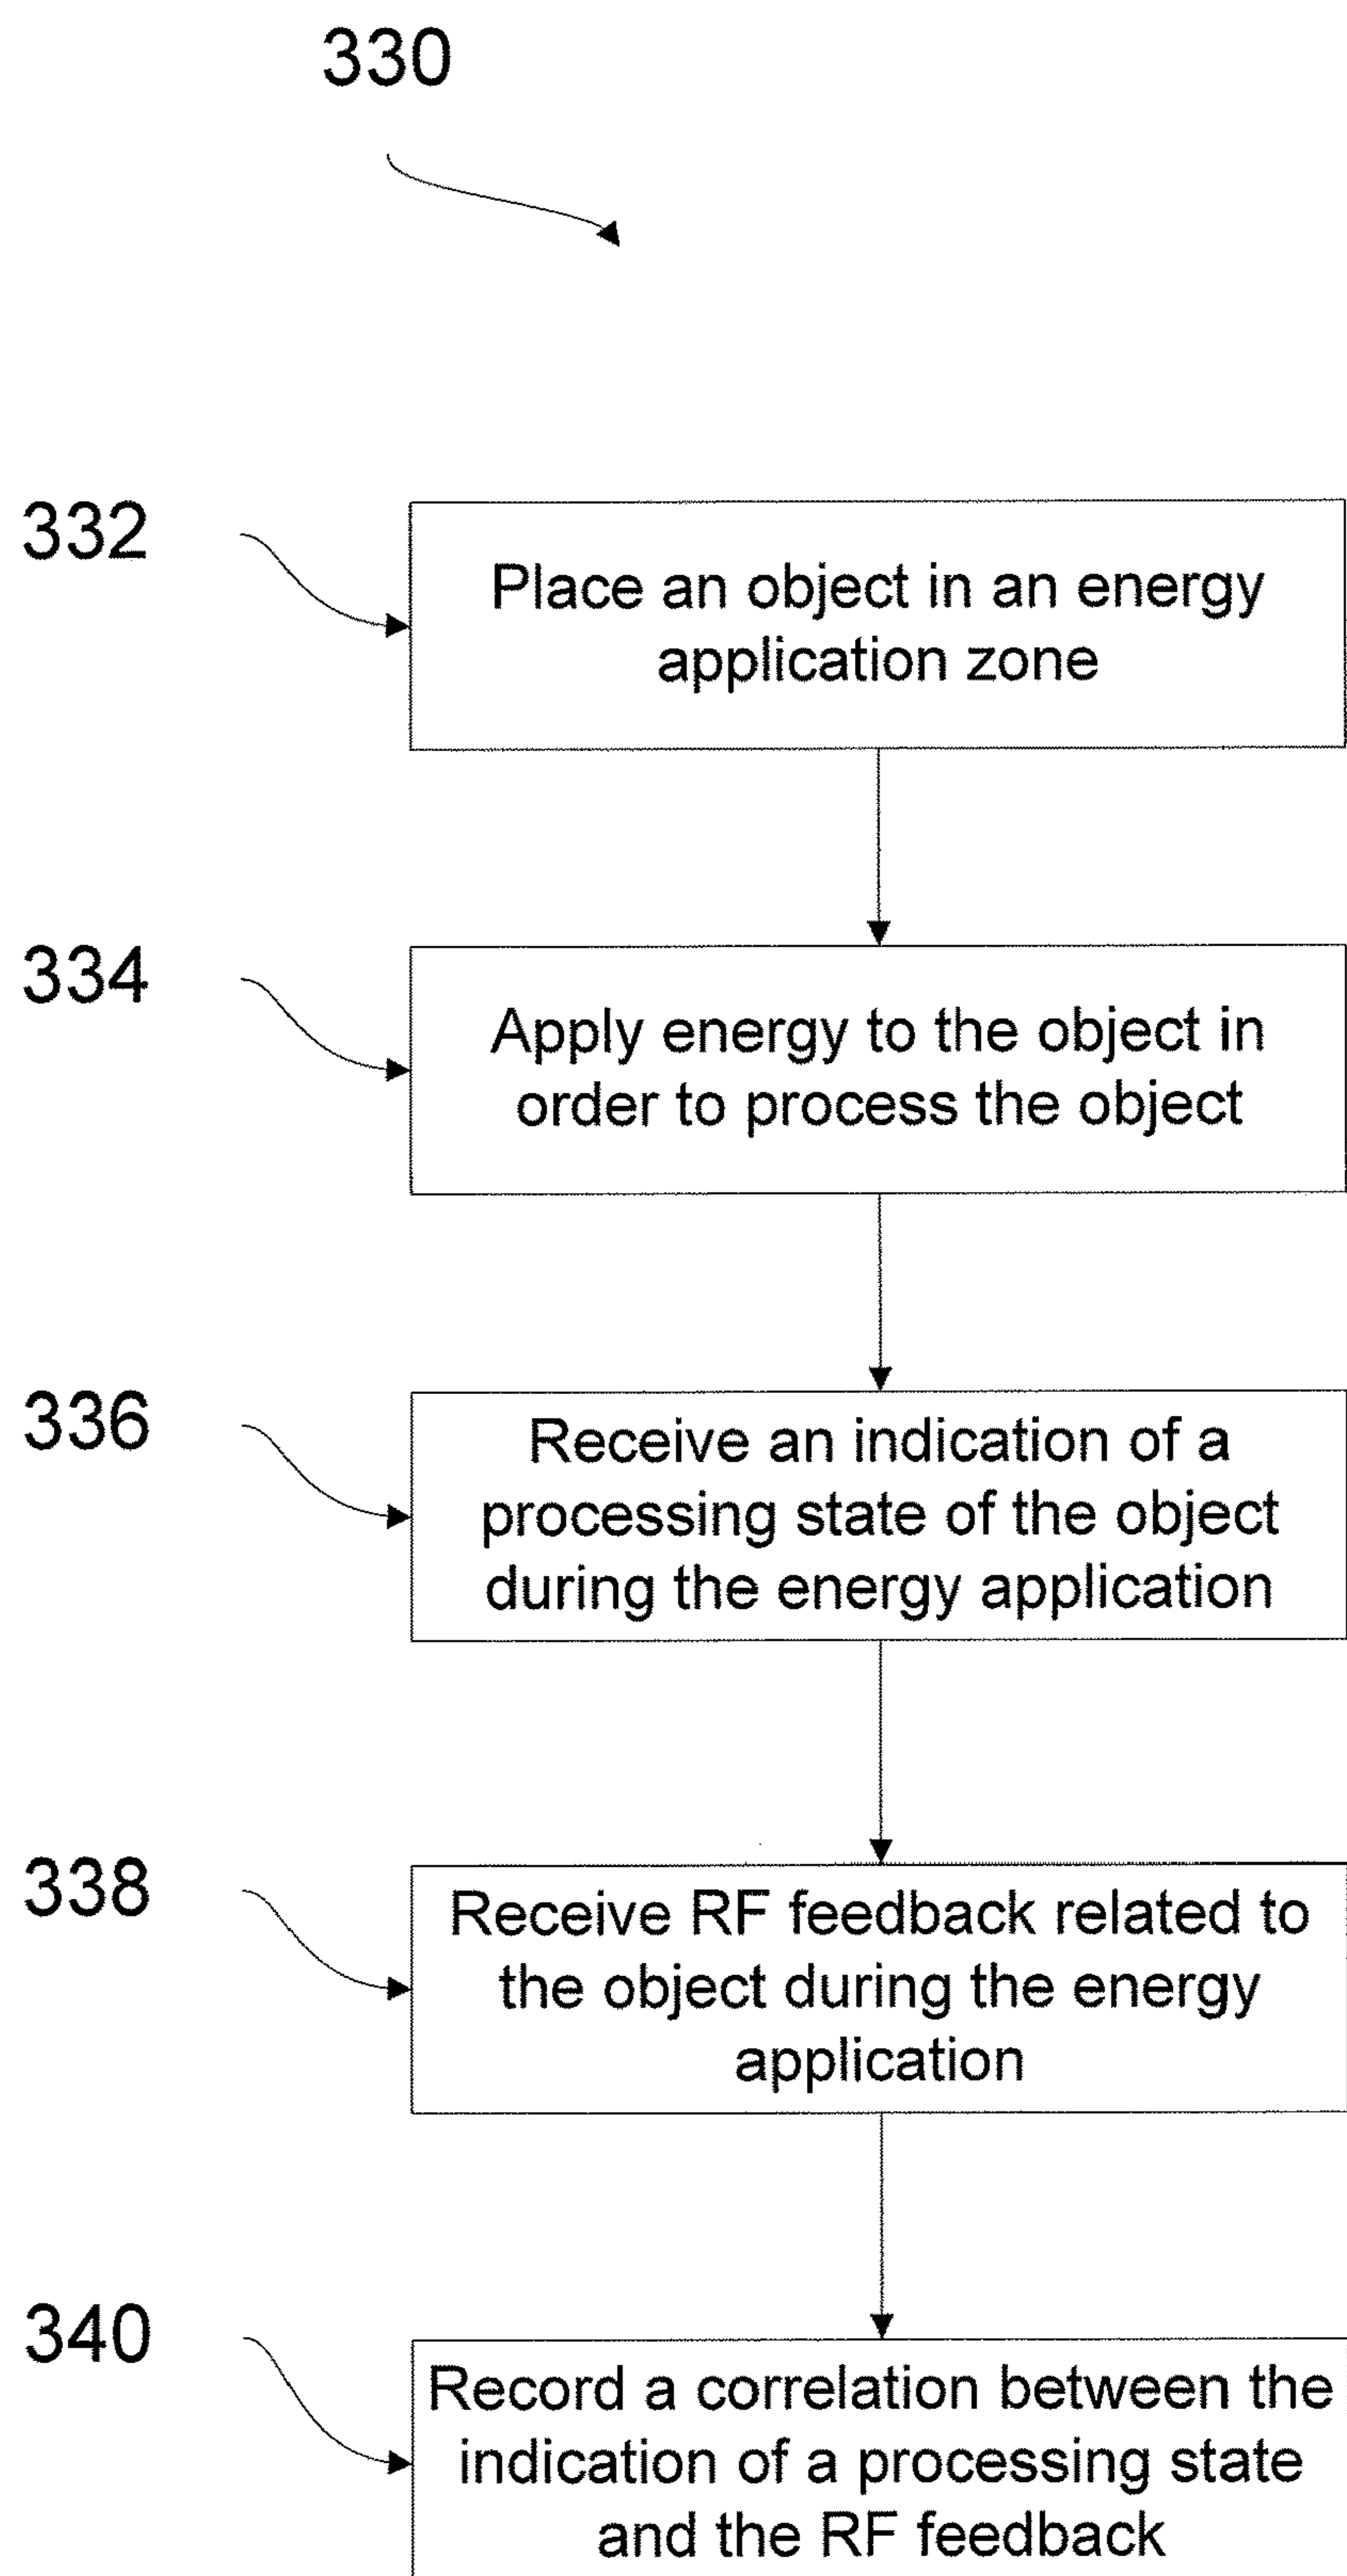 330
332
Place an object in an energy
application zone
334
Apply energy to the object in
order to process the object
336
Receive an indication of a
processing state of the object
during the energy application
338
Receive RF feedback related to
the object during the energy
application
340
Record a correlation between the
indication of a processing state
and the RF feedback